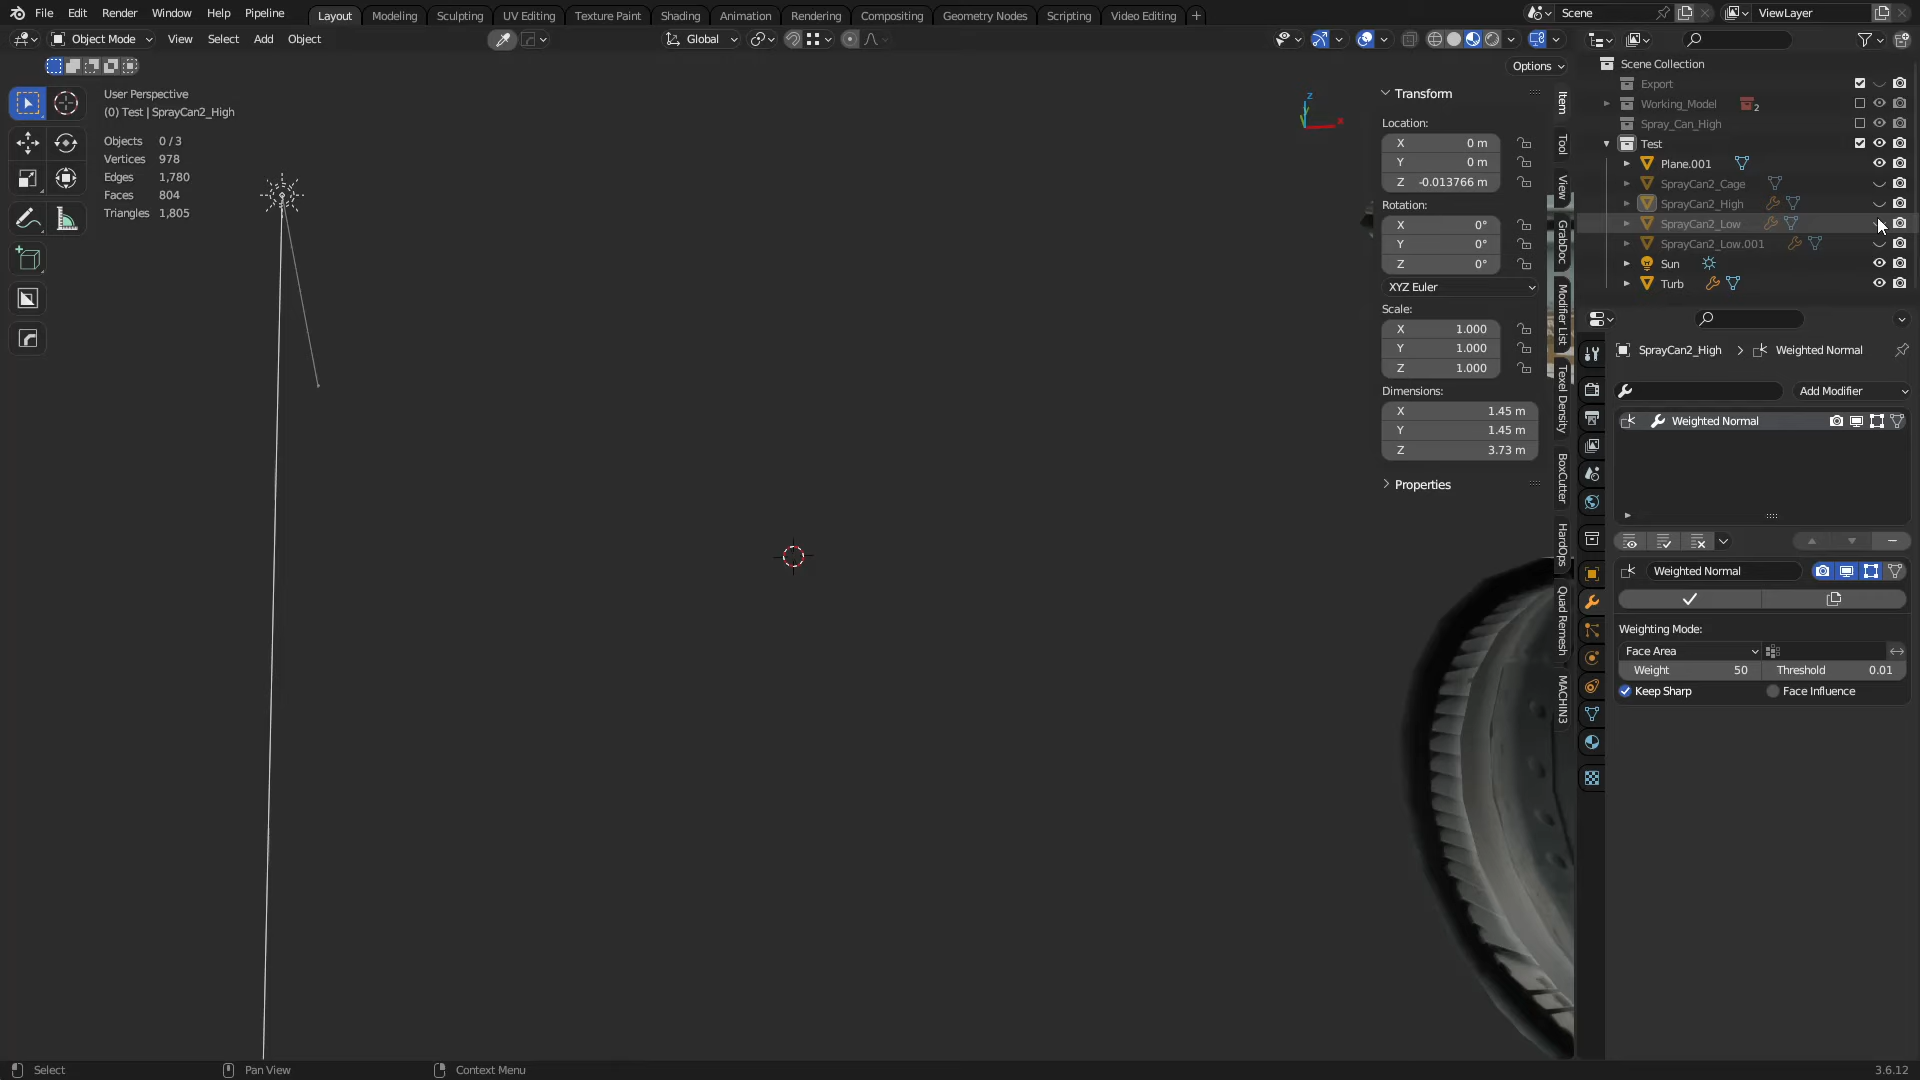 File Edit Render Window Help Pipeline Layout Modeling Sculpting UV Editing Texture Paint Shading Animation Rendering Compositing Geometry Nodes Scripting Video Editing + Scene ViewLayer
Object Mode View Select Add Object Global
Options
User Perspective
(0) Test | SprayCan2_High
Objects 0 / 3
Vertices 978
Edges 1,780
Faces 804
Triangles 1,805
Transform
Location:
X 0 m
Y 0 m
Z -0.013766 m
Rotation:
X 0°
Y 0°
Z 0°
XYZ Euler
Scale:
X 1.000
Y 1.000
Z 1.000
Dimensions:
X 1.45 m
Y 1.45 m
Z 3.73 m
Properties
Item
Tool
View
GrabDoc
Modifier List
Texel Density
BoxCutter
HardOps
Quad Remesh
MACHIN3
Z
X
Scene Collection
Export
Working_Model 2
Spray_Can_High
Test
Plane.001
SprayCan2_Cage
SprayCan2_High
SprayCan2_Low
SprayCan2_Low.001
Sun
Turb
SprayCan2_High > Weighted Normal
Add Modifier
Weighted Normal
Weighted Normal
Weighting Mode:
Face Area
Weight 50 Threshold 0.01
Keep Sharp Face Influence
Select Pan View Context Menu 3.6.12